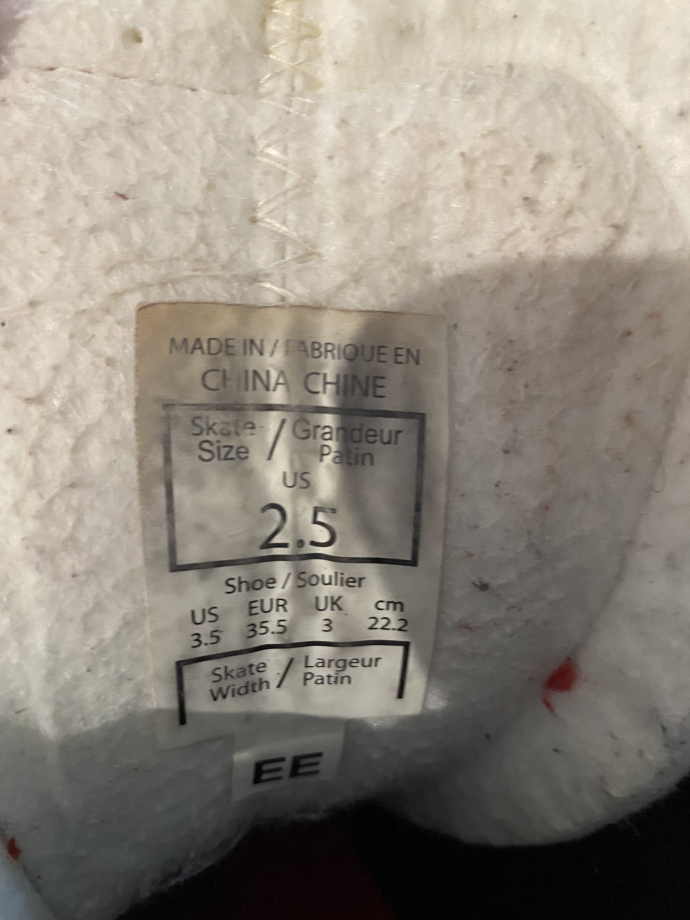 MADE IN / FABRIQUE EN
CHINA CHINE
Skate / Grandeur
Size Patin
US
2.5
Shoe / Soulier
US EUR UK cm
3.5 35.5 3 22.2
Skate / Largeur
Width Patin
EE